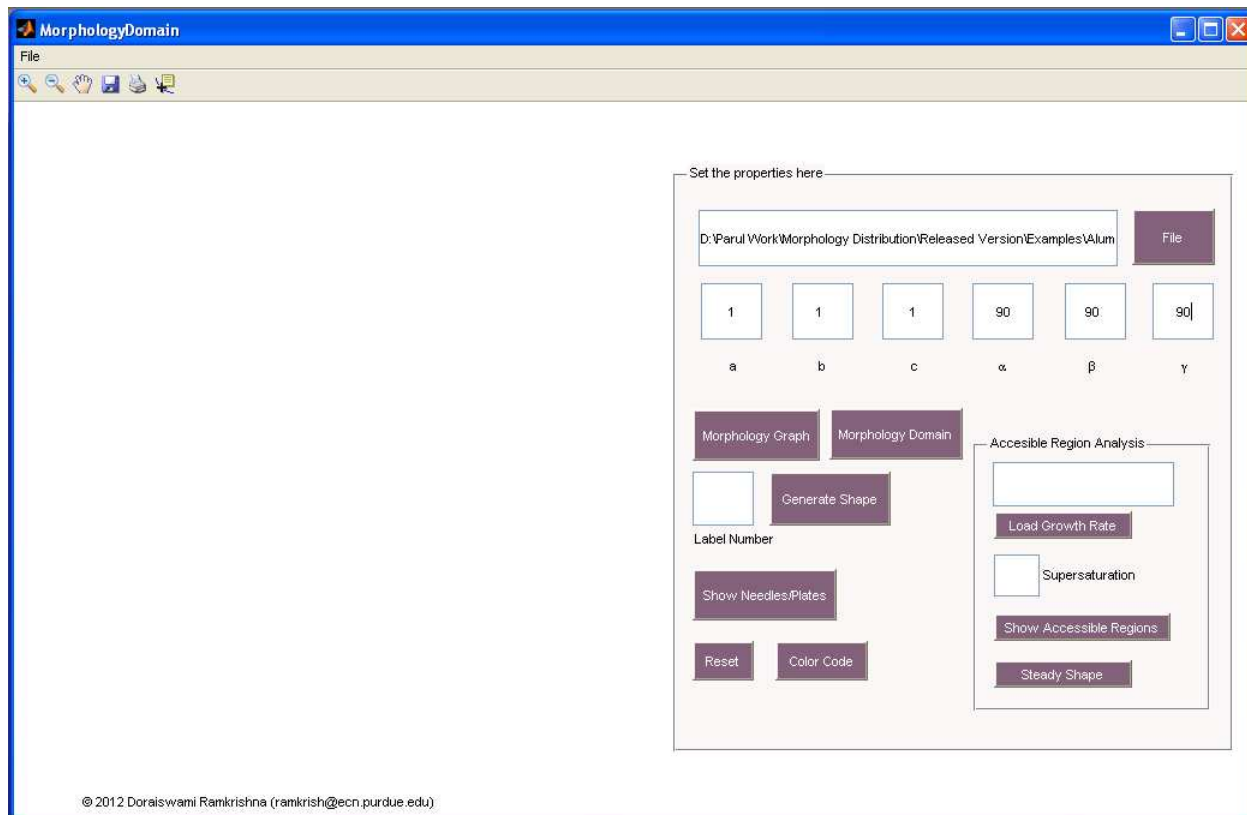 MorphologyDomain
File
Set the properties here
D:\Parul Work\Morphology Distribution\Released Version\Examples\Alum
File
1 1 1 90 90 90
a b c α β γ
Morphology Graph Morphology Domain
Accesible Region Analysis
Generate Shape
Load Growth Rate
Label Number
Supersaturation
Show Needles/Plates
Show Accessible Regions
Reset Color Code
Steady Shape
© 2012 Doraiswami Ramkrishna (ramkrish@ecn.purdue.edu)